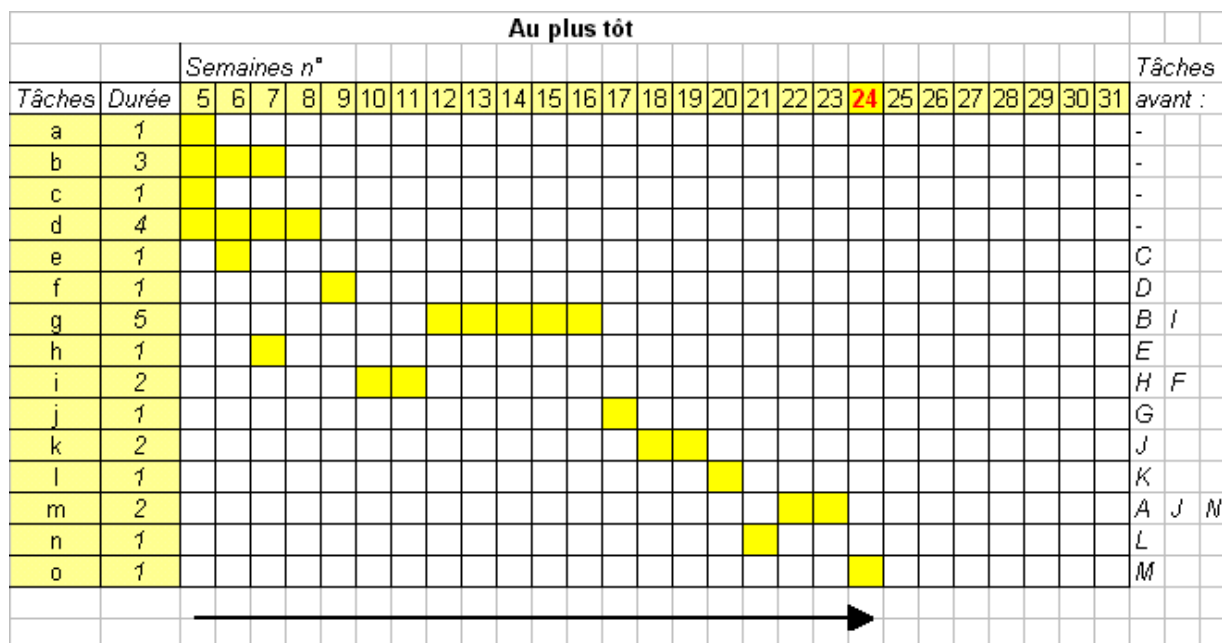 Au plus tôt
Semaines n° Tâches
Tâches Durée 5 6 7 8 9 10 11 12 13 14 15 16 17 18 19 20 21 22 23 24 25 26 27 28 29 30 31 avant :
a 1 -
b 3 -
c 1 -
d 4 -
e 1 C
f 1 D
g 5 B I
h 1 E
i 2 H F
j 1 G
k 2 J
l 1 K
m 2 A J N
n 1 L
o 1 M